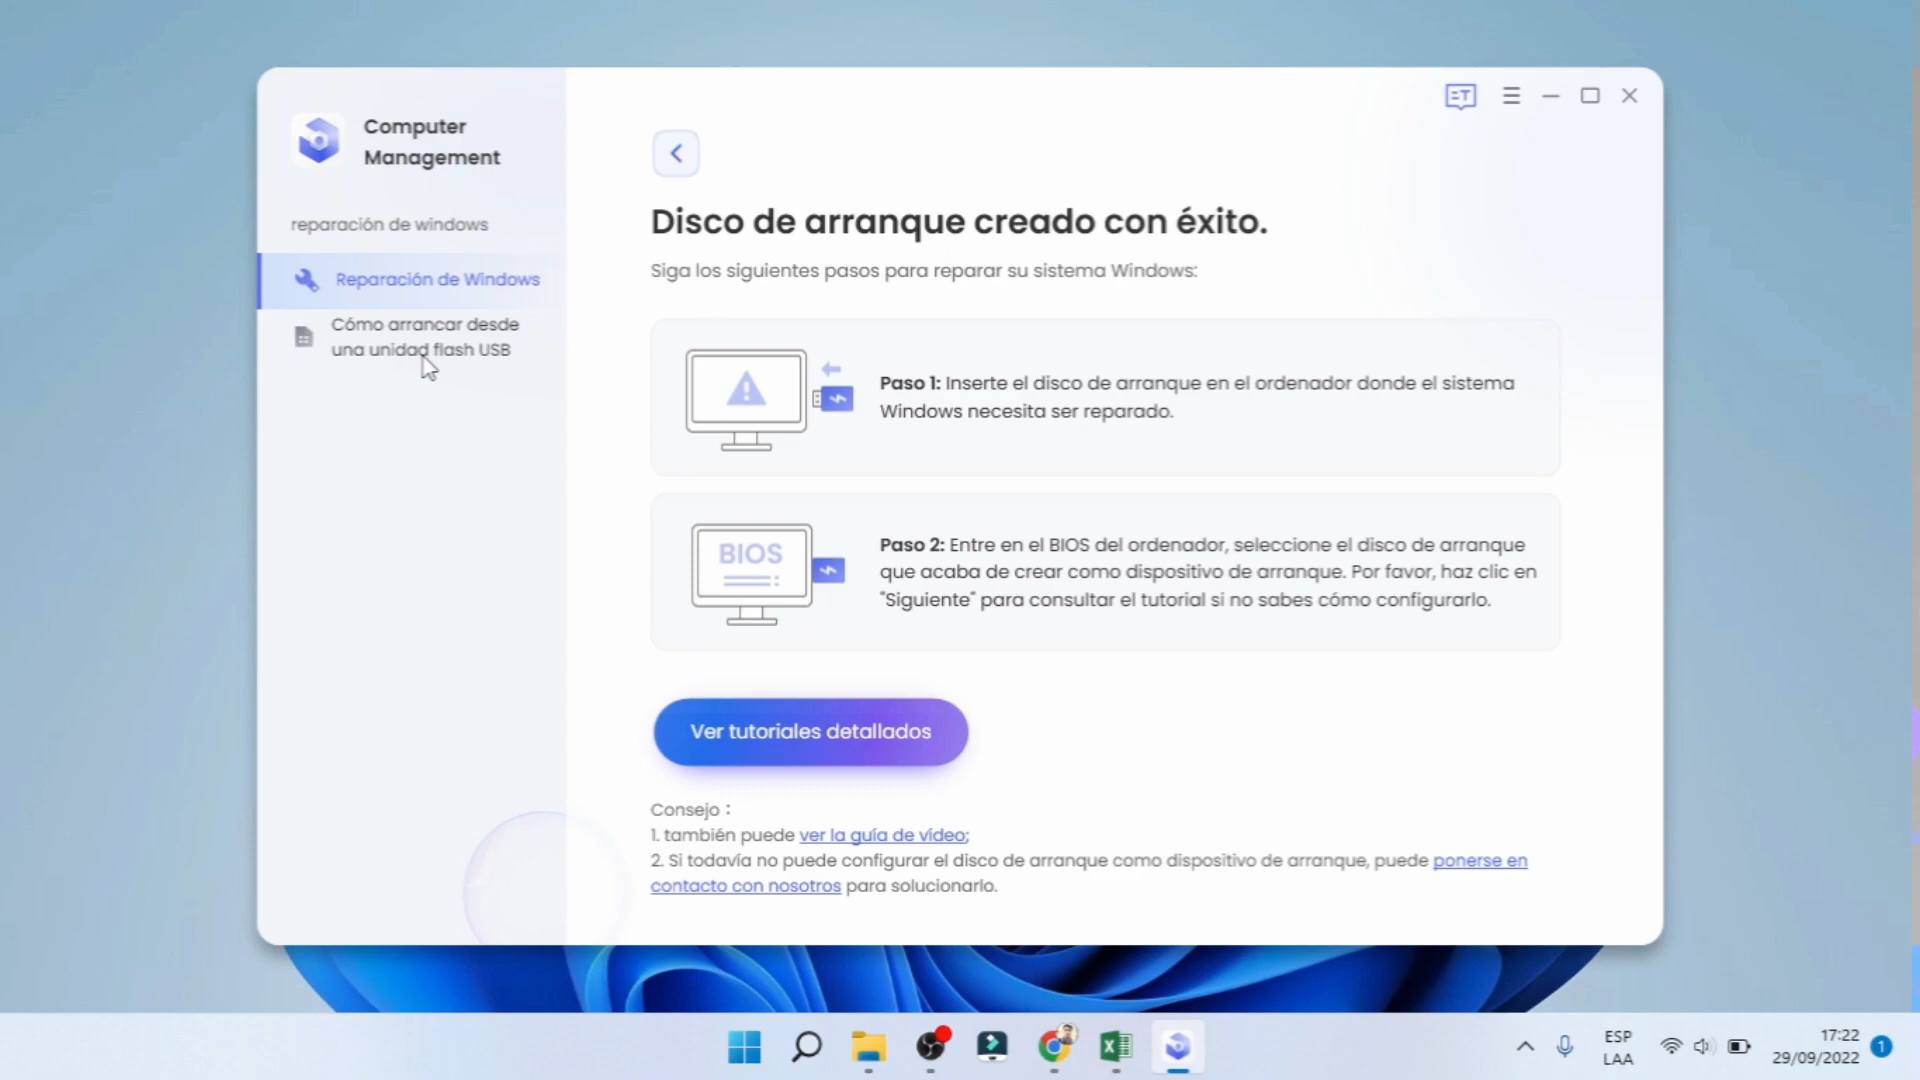 Computer
Management
reparación de windows
Reparación de Windows
Cómo arrancar desde
una unidad flash USB
Disco de arranque creado con éxito.
Siga los siguientes pasos para reparar su sistema Windows:
Paso 1: Inserte el disco de arranque en el ordenador donde el sistema
Windows necesita ser reparado.
BIOS
Paso 2: Entre en el BIOS del ordenador, seleccione el disco de arranque
que acaba de crear como dispositivo de arranque. Por favor, haz clic en
"Siguiente" para consultar el tutorial si no sabes cómo configurarlo.
Ver tutoriales detallados
Consejo：
1. también puede ver la guía de vídeo;
2. Si todavía no puede configurar el disco de arranque como dispositivo de arranque, puede ponerse en
contacto con nosotros para solucionarlo.
ESP
LAA
17:22
29/09/2022
1